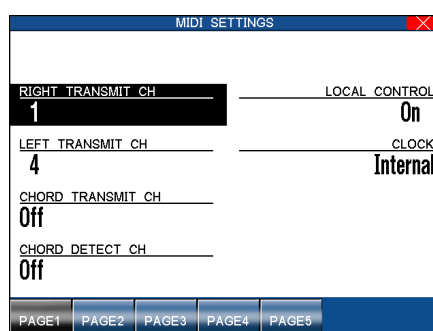 MIDI SETTINGS
RIGHT TRANSMIT CH
1
LOCAL CONTROL
On
LEFT TRANSMIT CH
4
CLOCK
Internal
CHORD TRANSMIT CH
Off
CHORD DETECT CH
Off
PAGE1 PAGE2 PAGE3 PAGE4 PAGE5